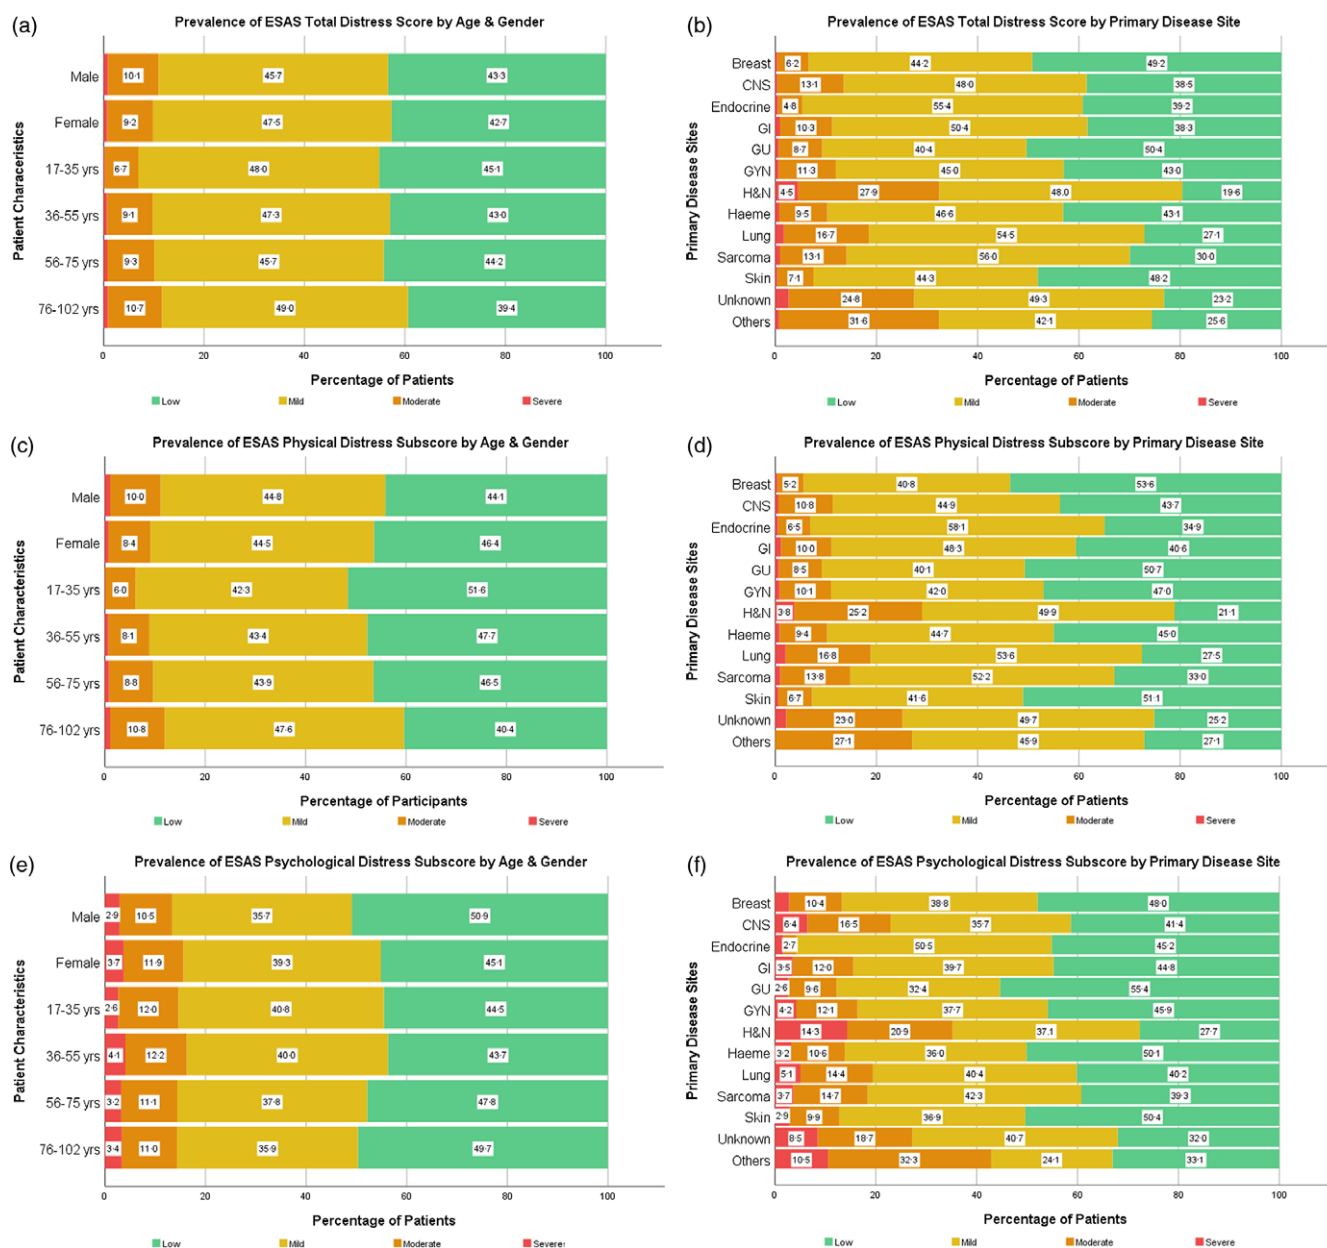 (a)
Prevalence of ESAS Total Distress Score by Age & Gender
Patient Characeristics
Male 10·1 45·7 43·3
Female 9·2 47·5 42·7
17-35 yrs 6·7 48·0 45·1
36-55 yrs 9·1 47·3 43·0
56-75 yrs 9·3 45·7 44·2
76-102 yrs 10·7 49·0 39·4
0 20 40 60 80 100
Percentage of Patients
Low Mild Moderate Severe
(b)
Prevalence of ESAS Total Distress Score by Primary Disease Site
Primary Disease Sites
Breast 6·2 44·2 49·2
CNS 13·1 48·0 38·5
Endocrine 4·8 55·4 39·2
GI 10·3 50·4 38·3
GU 8·7 40·4 50·4
GYN 11·3 45·0 43·0
H&N 4·5 27·9 48·0 19·6
Haeme 9·5 46·6 43·1
Lung 16·7 54·5 27·1
Sarcoma 13·1 56·0 30·0
Skin 7·1 44·3 48·2
Unknown 24·8 49·3 23·2
Others 31·6 42·1 25·6
0 20 40 60 80 100
Percentage of Patients
Low Mild Moderate Severe
(c)
Prevalence of ESAS Physical Distress Subscore by Age & Gender
Patient Characteristics
Male 10·0 44·8 44·1
Female 8·4 44·5 46·4
17-35 yrs 6·0 42·3 51·6
36-55 yrs 8·1 43·4 47·7
56-75 yrs 8·8 43·9 46·5
76-102 yrs 10·8 47·6 40·4
0 20 40 60 80 100
Percentage of Participants
Low Mild Moderate Severe
(d)
Prevalence of ESAS Physical Distress Subscore by Primary Disease Site
Primary Disease Sites
Breast 5·2 40·8 53·6
CNS 10·8 44·9 43·7
Endocrine 6·5 58·1 34·9
GI 10·0 48·3 40·6
GU 8·5 40·1 50·7
GYN 10·1 42·0 47·0
H&N 3·8 25·2 49·9 21·1
Haeme 9·4 44·7 45·0
Lung 16·8 53·6 27·5
Sarcoma 13·8 52·2 33·0
Skin 6·7 41·6 51·1
Unknown 23·0 49·7 25·2
Others 27·1 45·9 27·1
0 20 40 60 80 100
Percentage of Patients
Low Mild Moderate Severe
(e)
Prevalence of ESAS Psychological Distress Subscore by Age & Gender
Patient Characteristics
Male 2·9 10·5 35·7 50·9
Female 3·7 11·9 39·3 45·1
17-35 yrs 2·6 12·0 40·8 44·5
36-55 yrs 4·1 12·2 40·0 43·7
56-75 yrs 3·2 11·1 37·8 47·8
76-102 yrs 3·4 11·0 35·9 49·7
0 20 40 60 80 100
Percentage of Patients
Low Mild Moderate Severe
(f)
Prevalence of ESAS Psychological Distress Subscore by Primary Disease Site
Primary Disease Sites
Breast 10·4 38·8 48·0
CNS 6·4 16·5 35·7 41·4
Endocrine 2·7 50·5 45·2
GI 3·5 12·0 39·7 44·8
GU 2·6 9·6 32·4 55·4
GYN 4·2 12·1 37·7 45·9
H&N 14·3 20·9 37·1 27·7
Haeme 3·2 10·6 36·0 50·1
Lung 5·1 14·4 40·4 40·2
Sarcoma 3·7 14·7 42·3 39·3
Skin 2·9 9·9 36·9 50·4
Unknown 8·5 18·7 40·7 32·0
Others 10·5 32·3 24·1 33·1
0 20 40 60 80 100
Percentage of Patients
Low Mild Moderate Severe